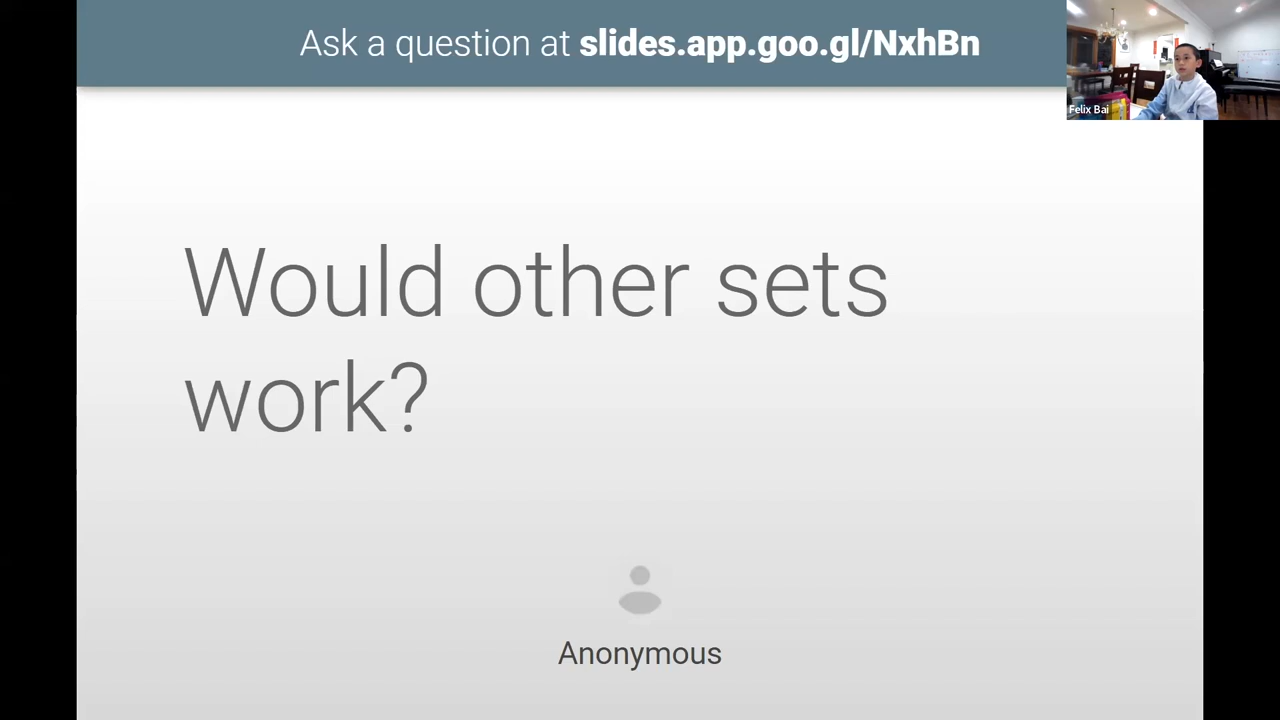 Ask a question at slides.app.goo.gl/NxhBn
Felix Bai
Would other sets
work?
Anonymous